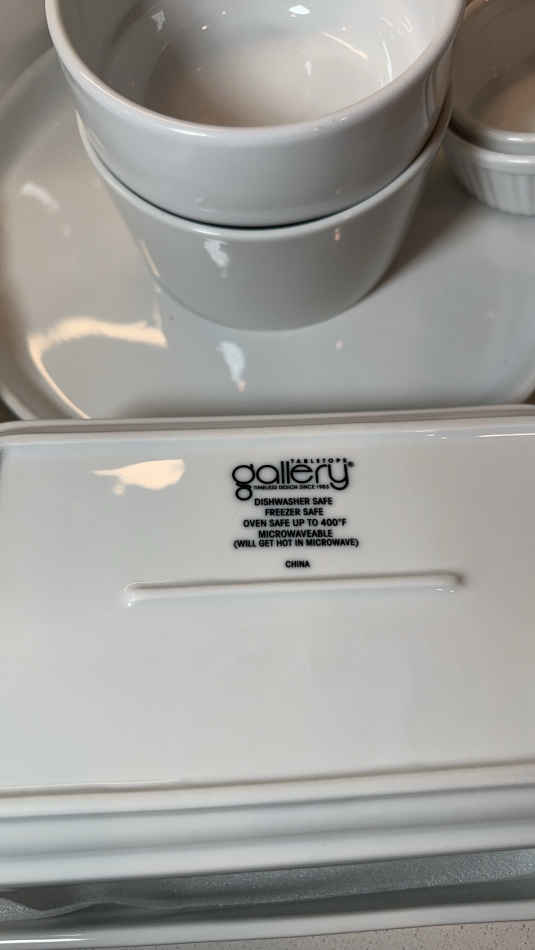 TABLETOPS
gallery®
TIMELESS DESIGN SINCE 1983
DISHWASHER SAFE
FREEZER SAFE
OVEN SAFE UP TO 400°F
MICROWAVEABLE
(WILL GET HOT IN MICROWAVE)
CHINA